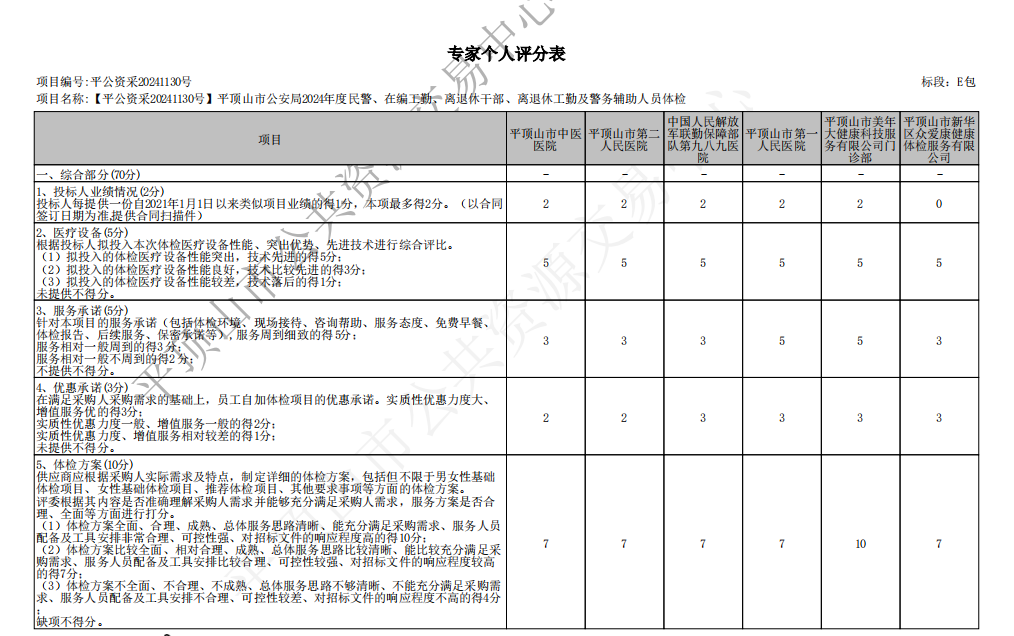 专家个人评分表
项目编号:平公资采20241130号
标段：E包
项目名称:【平公资采20241130号】平顶山市公安局2024年度民警、在编工勤、离退休干部、离退休工勤及警务辅助人员体检
项目
平顶山市中医
医院
平顶山市第二
人民医院
中国人民解放
军联勤保障部
队第九八九医
院
平顶山市第一
人民医院
平顶山市美年
大健康科技服
务有限公司门
诊部
平顶山市新华
区众爱康健康
体检服务有限
公司
一、综合部分(70分)
- - - - - -
1、投标人业绩情况(2分)
投标人每提供一份自2021年1月1日以来类似项目业绩的得1分，本项最多得2分。（以合同
签订日期为准,提供合同扫描件）
2 2 2 2 2 0
2、医疗设备(5分)
根据投标人拟投入本次体检医疗设备性能、突出优势、先进技术进行综合评比。
（1）拟投入的体检医疗设备性能突出，技术先进的得5分；
（2）拟投入的体检医疗设备性能良好，技术比较先进的得3分；
（3）拟投入的体检医疗设备性能较差，技术落后的得1分；
未提供不得分。
5 5 5 5 5 5
3、服务承诺(5分)
针对本项目的服务承诺（包括体检环境、现场接待、咨询帮助、服务态度、免费早餐、
体检报告、后续服务、保密承诺等）,服务周到细致的得5分；
服务相对一般周到的得3 分；
服务相对一般不周到的得2 分；
不提供不得分。
3 3 3 5 5 3
4、优惠承诺(3分)
在满足采购人采购需求的基础上，员工自加体检项目的优惠承诺。实质性优惠力度大、
增值服务优的得3分；
实质性优惠力度一般、增值服务一般的得2分；
实质性优惠力度、增值服务相对较差的得1分；
未提供不得分。
2 2 3 3 3 3
5、体检方案(10分)
供应商应根据采购人实际需求及特点，制定详细的体检方案，包括但不限于男女性基础
体检项目、女性基础体检项目、推荐体检项目、其他要求事项等方面的体检方案。
评委根据其内容是否准确理解采购人需求并能够充分满足采购人需求，服务方案是否合
理、全面等方面进行打分。
（1）体检方案全面、合理、成熟、总体服务思路清晰、能充分满足采购需求、服务人员
配备及工具安排非常合理、可控性强、对招标文件的响应程度高的得10分；
（2）体检方案比较全面、相对合理、成熟、总体服务思路比较清晰、能比较充分满足采
购需求、服务人员配备及工具安排比较合理、可控性较强、对招标文件的响应程度较高
的得7分；
（3）体检方案不全面、不合理、不成熟、总体服务思路不够清晰、不能充分满足采购需
求、服务人员配备及工具安排不合理、可控性较差、对招标文件的响应程度不高的得4分
；
缺项不得分。
7 7 7 7 10 7
平顶山市公共资源交易中心
平顶山市公共资源交易中心